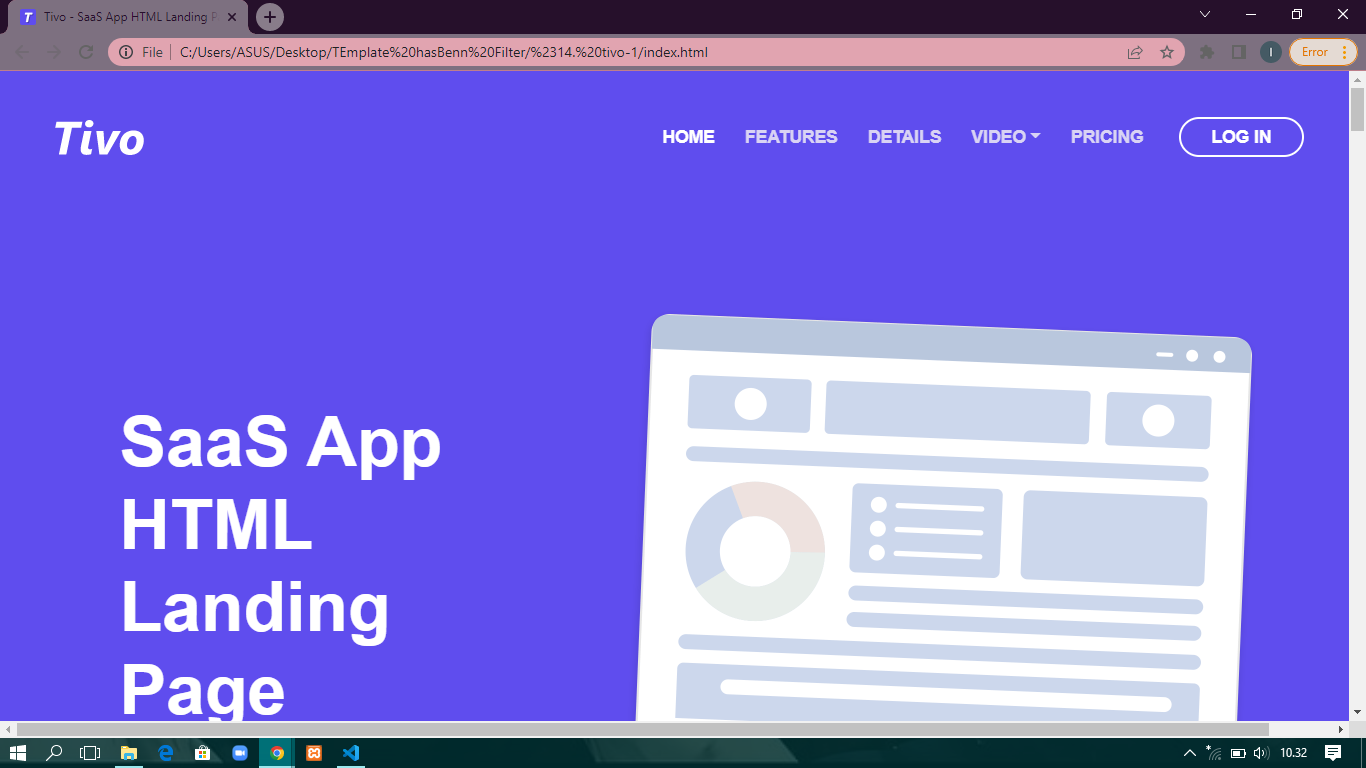 Tivo - SaaS App HTML Landing P
File
C:/Users/ASUS/Desktop/TEmplate%20hasBenn%20Filter/%2314.%20tivo-1/index.html
I
Error
Tivo
HOME FEATURES DETAILS VIDEO PRICING LOG IN
SaaS App
HTML
Landing
Page
10.32